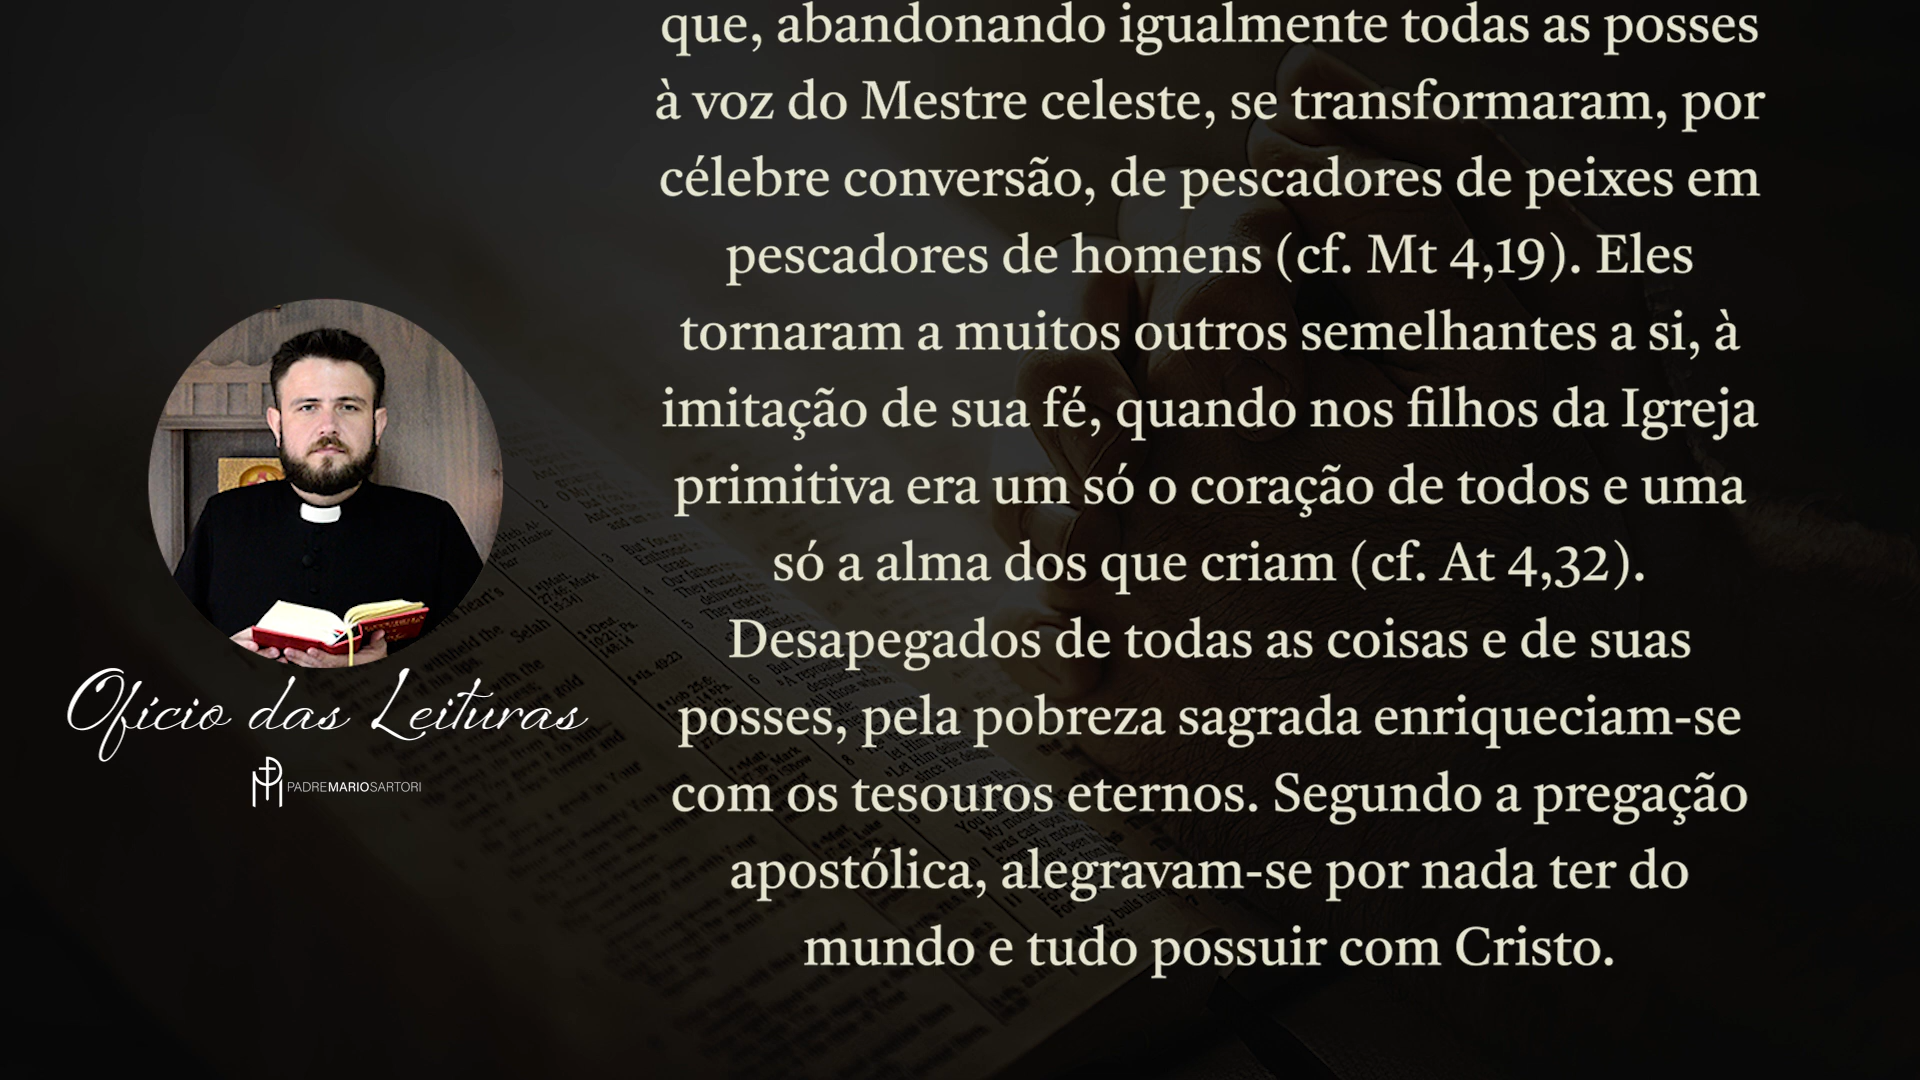 que, abandonando igualmente todas as posses
à voz do Mestre celeste, se transformaram, por
célebre conversão, de pescadores de peixes em
pescadores de homens (cf. Mt 4,19). Eles
tornaram a muitos outros semelhantes a si, à
imitação de sua fé, quando nos filhos da Igreja
primitiva era um só o coração de todos e uma
só a alma dos que criam (cf. At 4,32).
Desapegados de todas as coisas e de suas
posses, pela pobreza sagrada enriqueciam-se
com os tesouros eternos. Segundo a pregação
apostólica, alegravam-se por nada ter do
mundo e tudo possuir com Cristo.
Ofício das Leituras
PADREMARIOSARTORI